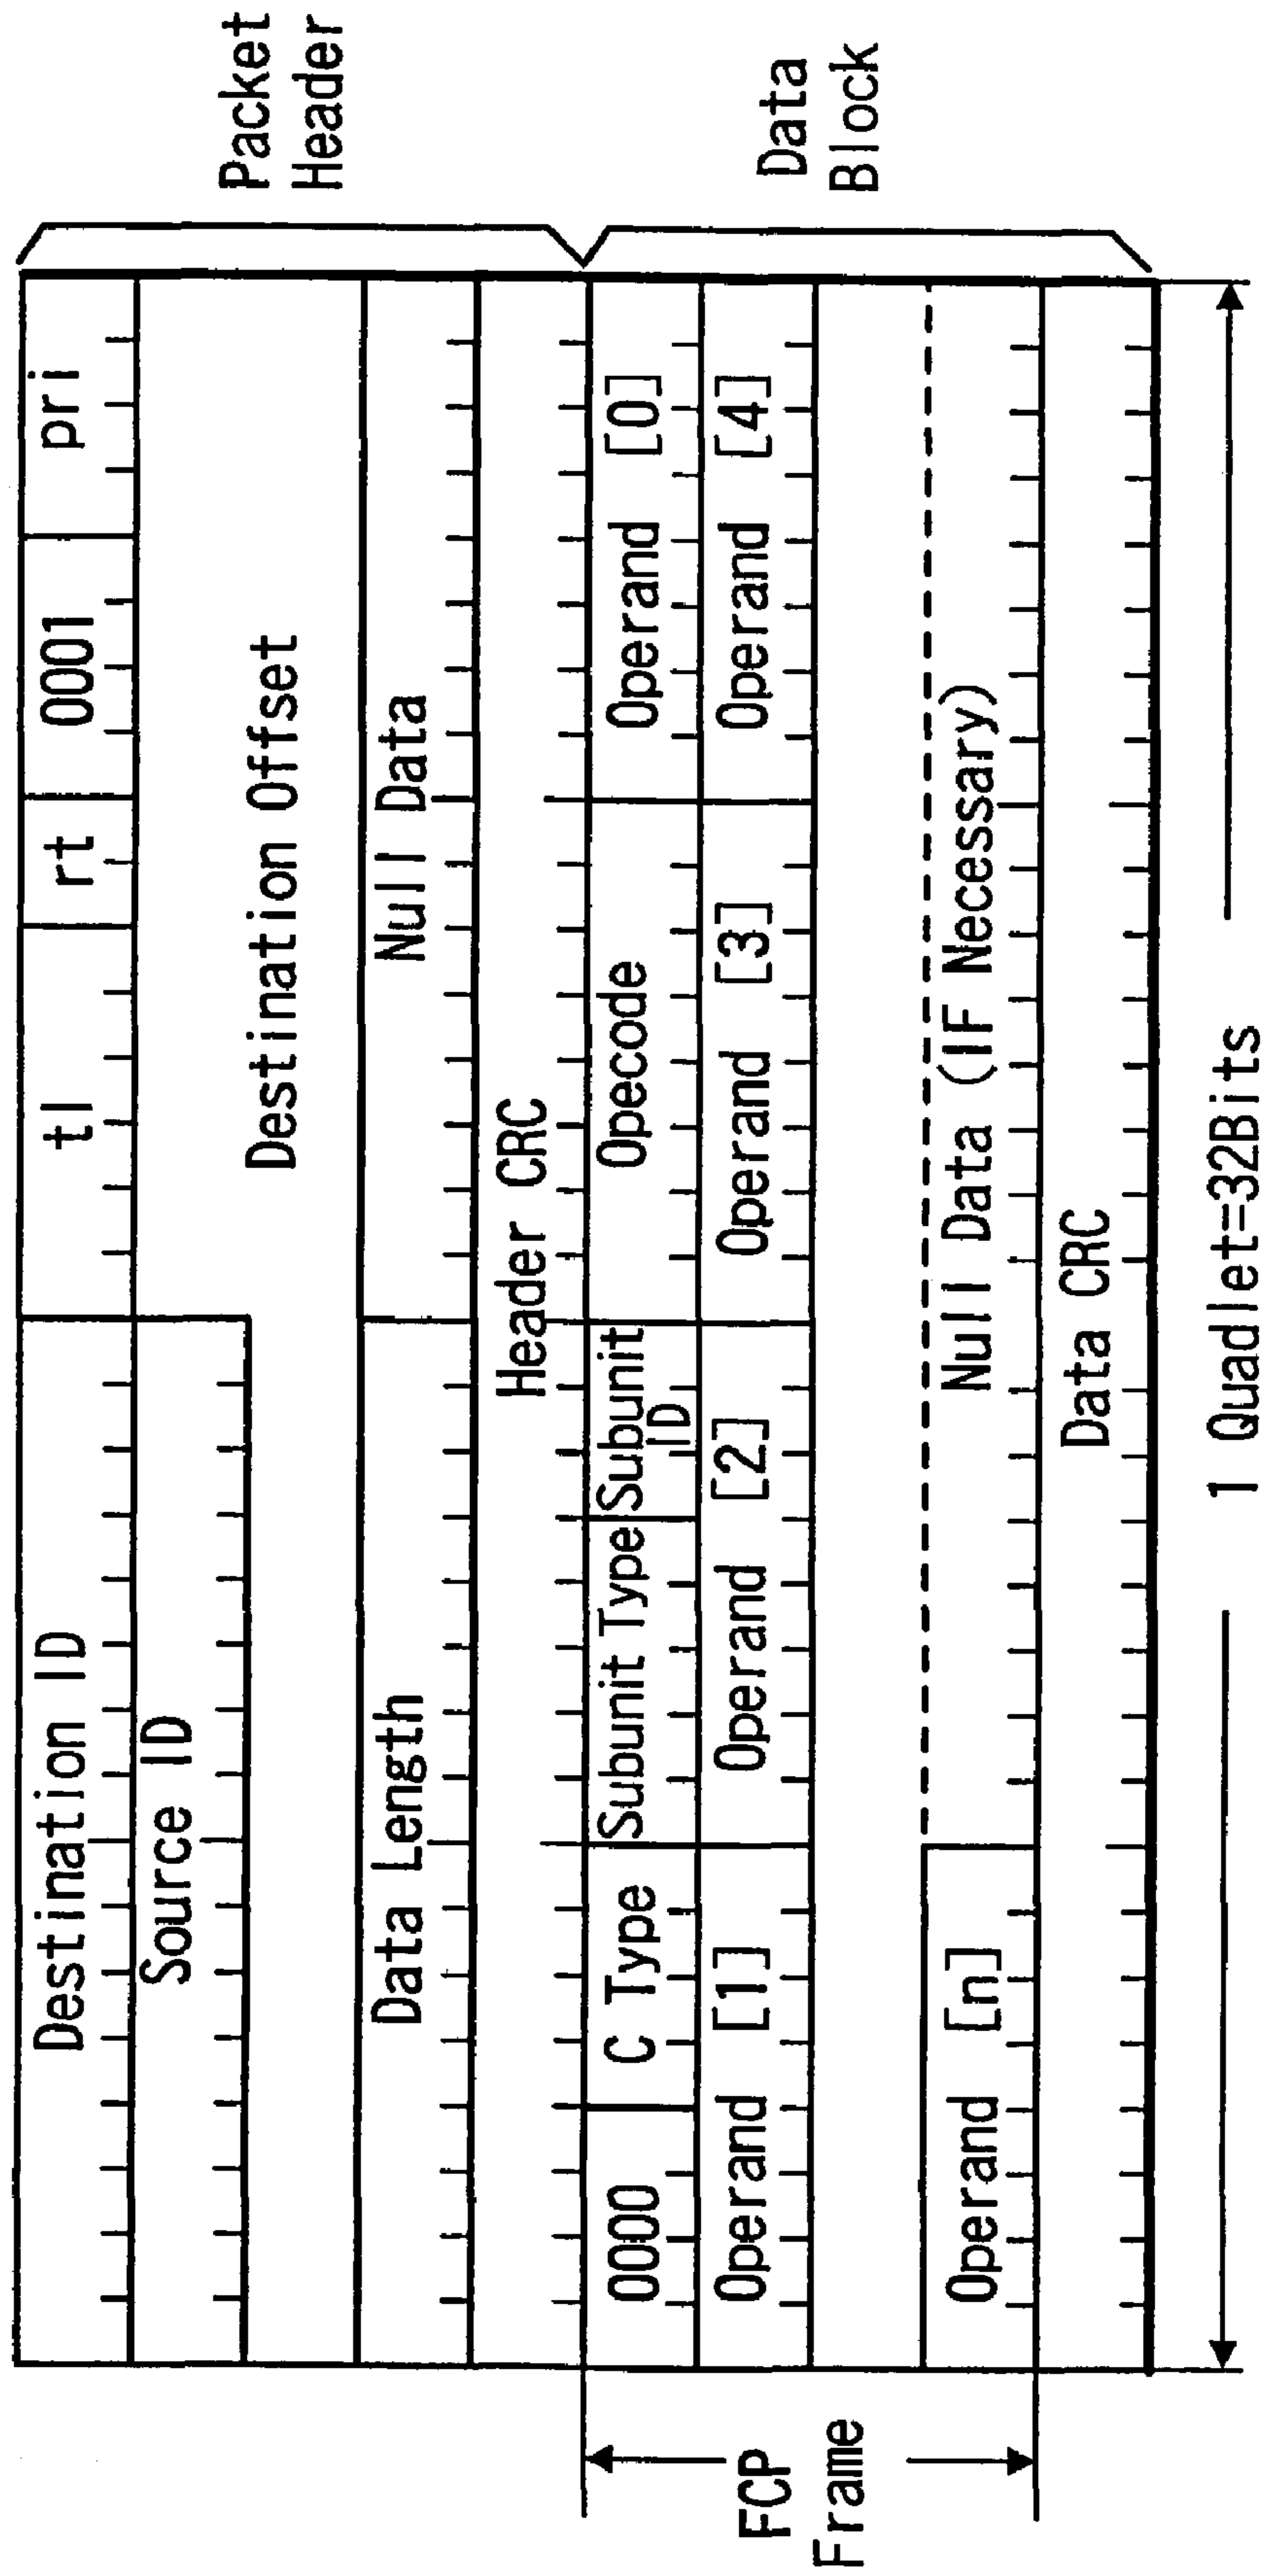 Destination ID
tl
rt
0001
pri
Source ID
Destination Offset
Packet
Header
Data Length
Null Data
Header CRC
0000
C Type
Subunit Type
Subunit
ID
Opecode
Operand [0]
Operand [1]
Operand [2]
Operand [3]
Operand [4]
FCP
Frame
Data
Block
Operand [n]
Null Data (IF Necessary)
Data CRC
1 Quadlet=32Bits